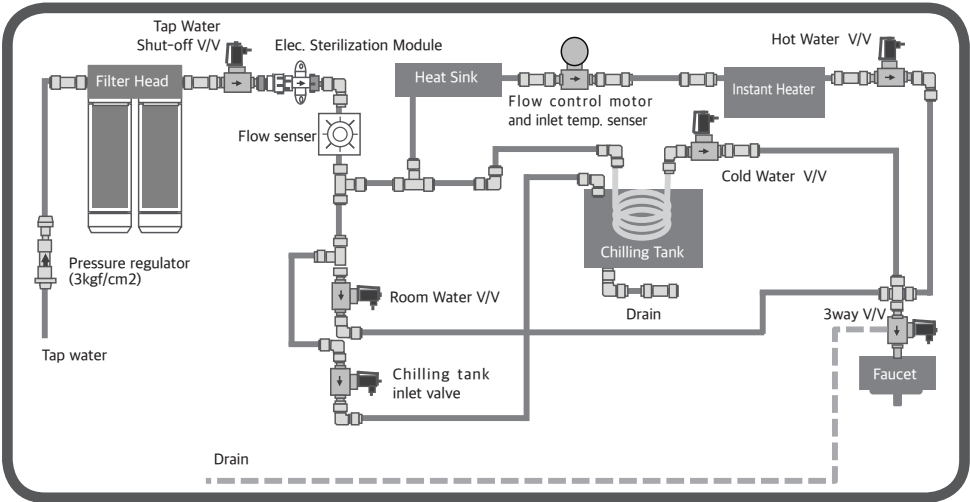 Tap Water
Shut-off V/V
Elec. Sterilization Module
Hot Water V/V
Filter Head
Heat Sink
Instant Heater
Flow control motor
and inlet temp. senser
Flow senser
Cold Water V/V
Chilling Tank
Pressure regulator
(3kgf/cm2)
Room Water V/V
Drain
3way V/V
Tap water
Chilling tank
inlet valve
Faucet
Drain